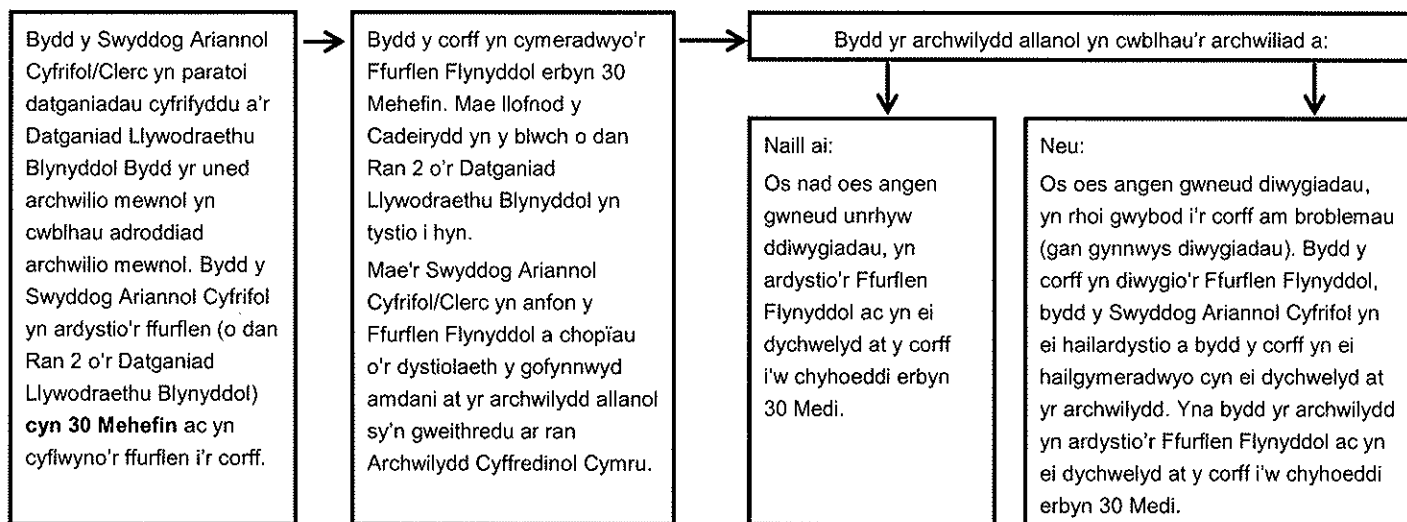 Bydd y Swyddog Ariannol
Cyfrifol/Clerc yn paratoi
datganiadau cyfrifyddu a'r
Datganiad Llywodraethu
Blynyddol Bydd yr uned
archwilio mewnol yn
cwblhau adroddiad
archwilio mewnol. Bydd y
Swyddog Ariannol Cyfrifol
yn ardystio'r ffurflen (o dan
Ran 2 o'r Datganiad
Llywodraethu Blynyddol)
cyn 30 Mehefin ac yn
cyflwyno'r ffurflen i'r corff.
Bydd y corff yn cymeradwyo'r
Ffurflen Flynyddol erbyn 30
Mehefin. Mae llofnod y
Cadeirydd yn y blwch o dan
Ran 2 o'r Datganiad
Llywodraethu Blynyddol yn
tystio i hyn.
Mae'r Swyddog Ariannol
Cyfrifol/Clerc yn anfon y
Ffurflen Flynyddol a chopïau
o'r dystiolaeth y gofynnwyd
amdani at yr archwilydd allanol
sy'n gweithredu ar ran
Archwilydd Cyffredinol Cymru.
Bydd yr archwilydd allanol yn cwblhau'r archwiliad a:
Naill ai:
Os nad oes angen
gwneud unrhyw
ddiwygiadau, yn
ardystio'r Ffurflen
Flynyddol ac yn ei
dychwelyd at y corff
i'w chyhoeddi erbyn
30 Medi.
Neu:
Os oes angen gwneud diwygiadau,
yn rhoi gwybod i'r corff am broblemau
(gan gynnwys diwygiadau). Bydd y
corff yn diwygio'r Ffurflen Flynyddol,
bydd y Swyddog Ariannol Cyfrifol yn
ei hailardystio a bydd y corff yn ei
hailgymeradwyo cyn ei dychwelyd at
yr archwilydd. Yna bydd yr archwilydd
yn ardystio'r Ffurflen Flynyddol ac yn
ei dychwelyd at y corff i'w chyhoeddi
erbyn 30 Medi.